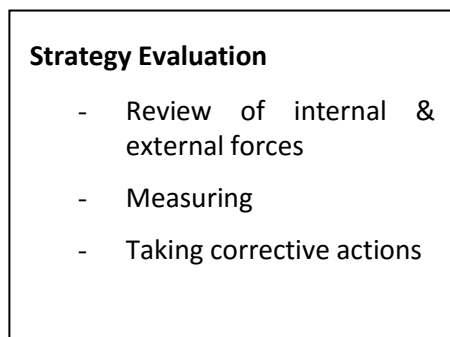 Strategy Evaluation
- Review of internal &
external forces
- Measuring
- Taking corrective actions